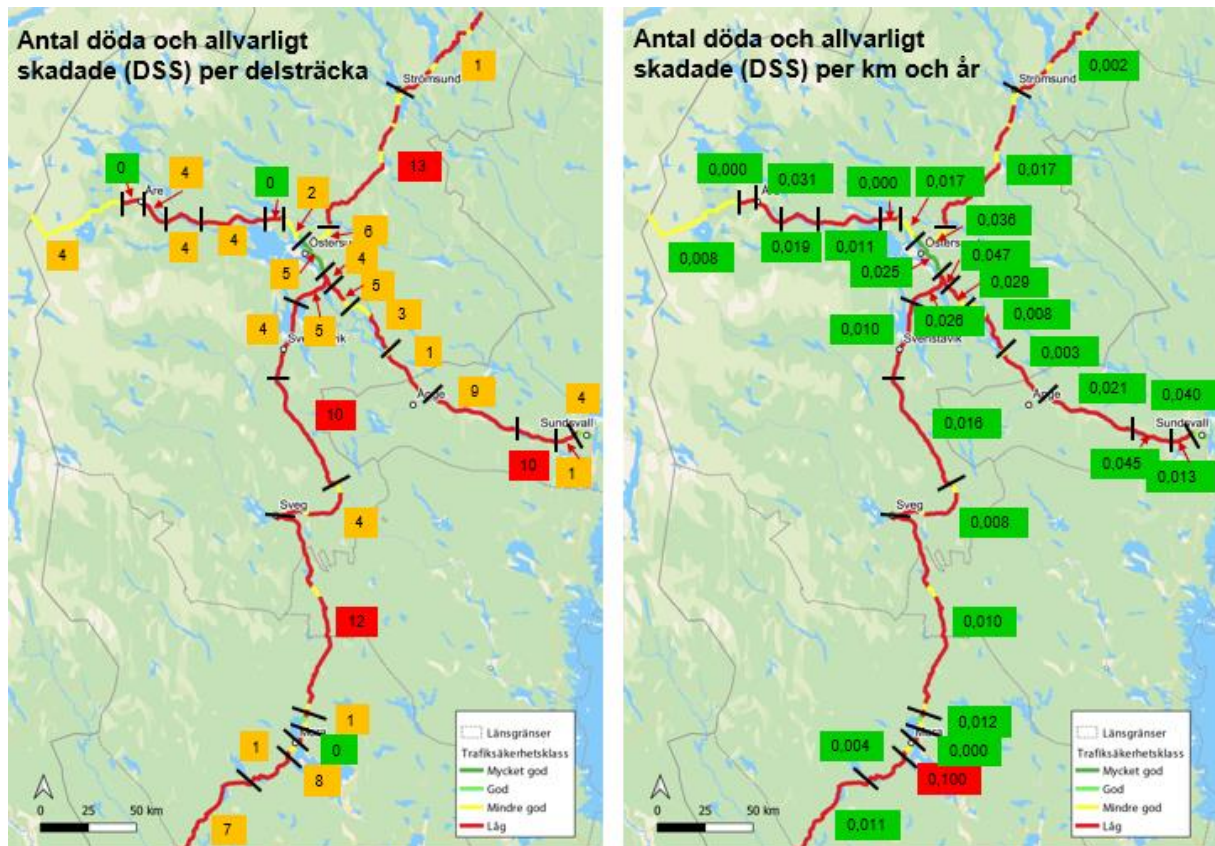 Antal döda och allvarligt
skadade (DSS) per delsträcka
1
Strömsund
13
0
4
Åre
0
2
4
4
4
6
5
4
5
4
5
3
1
9
Ånge
4
Sundsvall
10
10
1
Sveg
4
12
1
Mora
0
1
8
7
Länsgränser
Trafiksäkerhetsklass
Mycket god
God
Mindre god
Låg
0 25 50 km
Antal döda och allvarligt
skadade (DSS) per km och år
0,002
Strömsund
0,017
0,000
0,031
0,000
0,017
0,036
0,008
0,019
0,011
0,025
0,047
0,029
0,010
0,026
0,008
Svenstavik
0,003
0,021
Ånge
0,040
Sundsvall
0,016
0,045
0,013
Sveg
0,008
0,010
0,012
Mora
0,000
0,004
0,100
0,011
Länsgränser
Trafiksäkerhetsklass
Mycket god
God
Mindre god
Låg
0 25 50 km